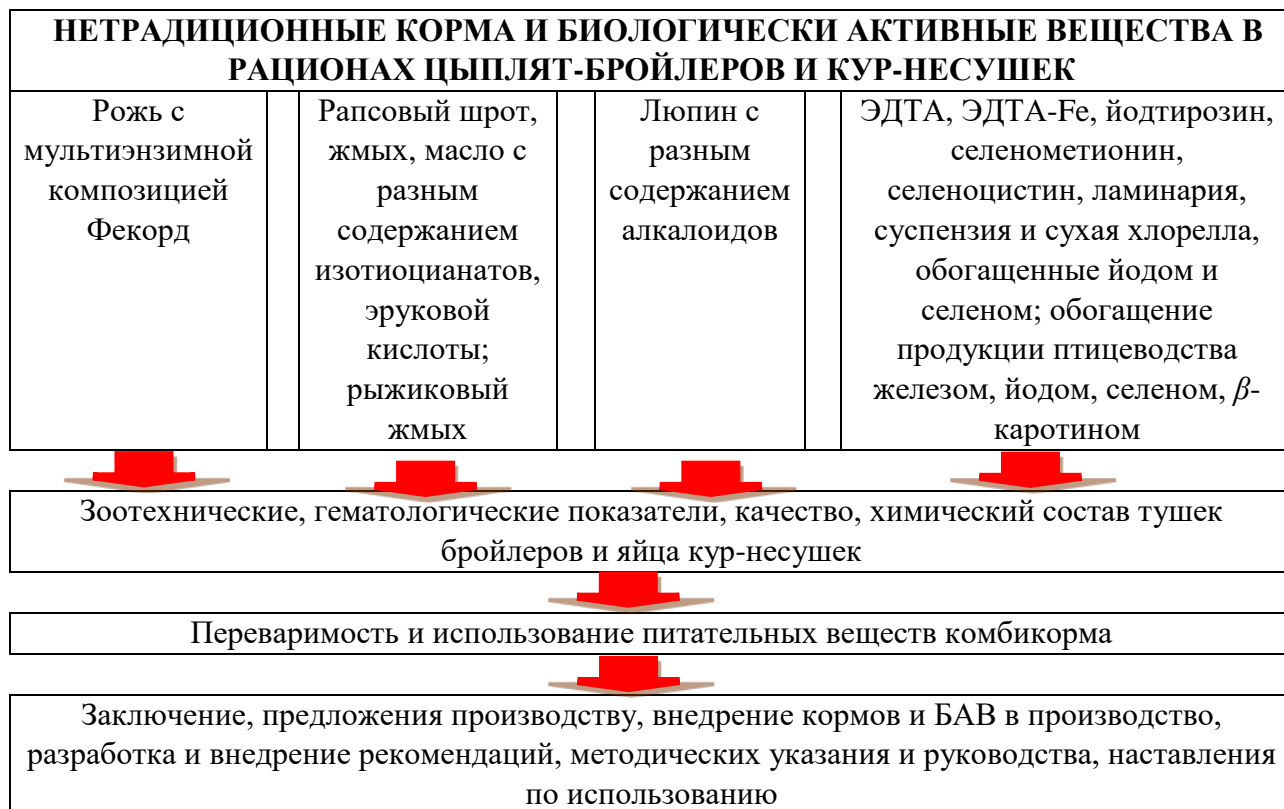 НЕТРАДИЦИОННЫЕ КОРМА И БИОЛОГИЧЕСКИ АКТИВНЫЕ ВЕЩЕСТВА В
РАЦИОНАХ ЦЫПЛЯТ-БРОЙЛЕРОВ И КУР-НЕСУШЕК
Рожь с
мультиэнзимной
композицией
Фекорд
Рапсовый шрот,
жмых, масло с
разным
содержанием
изотиоцианатов,
эруковой
кислоты;
рыжиковый
жмых
Люпин с
разным
содержанием
алкалоидов
ЭДТА, ЭДТА-Fe, йодтирозин,
селенометионин,
селеноцистин, ламинария,
суспензия и сухая хлорелла,
обогащенные йодом и
селеном; обогащение
продукции птицеводства
железом, йодом, селеном, β-
каротином
Зоотехнические, гематологические показатели, качество, химический состав тушек
бройлеров и яйца кур-несушек
Переваримость и использование питательных веществ комбикорма
Заключение, предложения производству, внедрение кормов и БАВ в производство,
разработка и внедрение рекомендаций, методических указания и руководства, наставления
по использованию